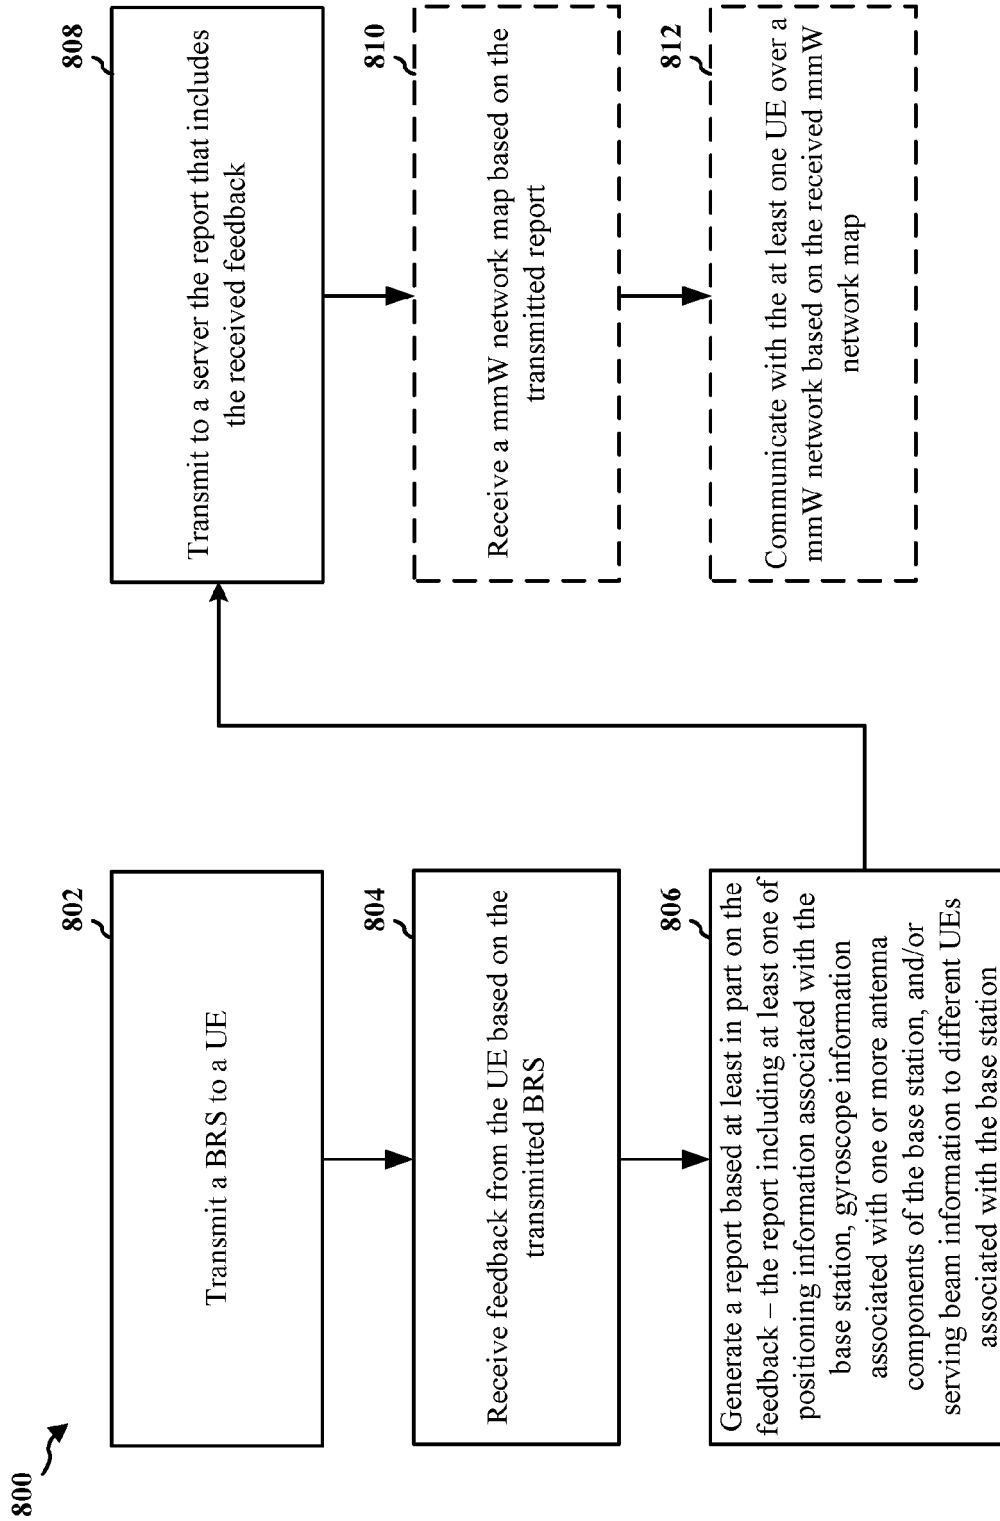 800
802
Transmit a BRS to a UE
804
Receive feedback from the UE based on the
transmitted BRS
806
Generate a report based at least in part on the
feedback – the report including at least one of
positioning information associated with the
base station, gyroscope information
associated with one or more antenna
components of the base station, and/or
serving beam information to different UEs
associated with the base station
808
Transmit to a server the report that includes
the received feedback
810
Receive a mmW network map based on the
transmitted report
812
Communicate with the at least one UE over a
mmW network based on the received mmW
network map